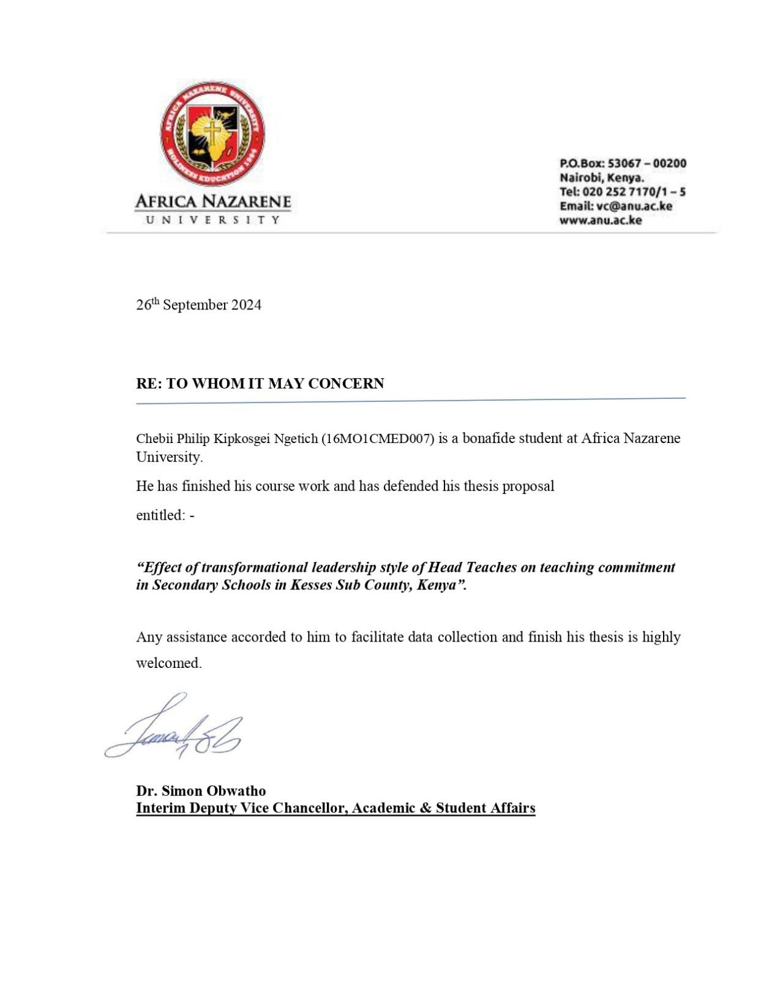 AFRICA NAZARENE UNIVERSITY
HOLINESS EDUCATION 1994
AFRICA NAZARENE
UNIVERSITY
P.O.Box: 53067 – 00200
Nairobi, Kenya.
Tel: 020 252 7170/1 – 5
Email: vc@anu.ac.ke
www.anu.ac.ke
26th September 2024
RE: TO WHOM IT MAY CONCERN
Chebii Philip Kipkosgei Ngetich (16MO1CMED007) is a bonafide student at Africa Nazarene
University.
He has finished his course work and has defended his thesis proposal
entitled: -
“Effect of transformational leadership style of Head Teaches on teaching commitment
in Secondary Schools in Kesses Sub County, Kenya”.
Any assistance accorded to him to facilitate data collection and finish his thesis is highly
welcomed.
Dr. Simon Obwatho
Interim Deputy Vice Chancellor, Academic & Student Affairs